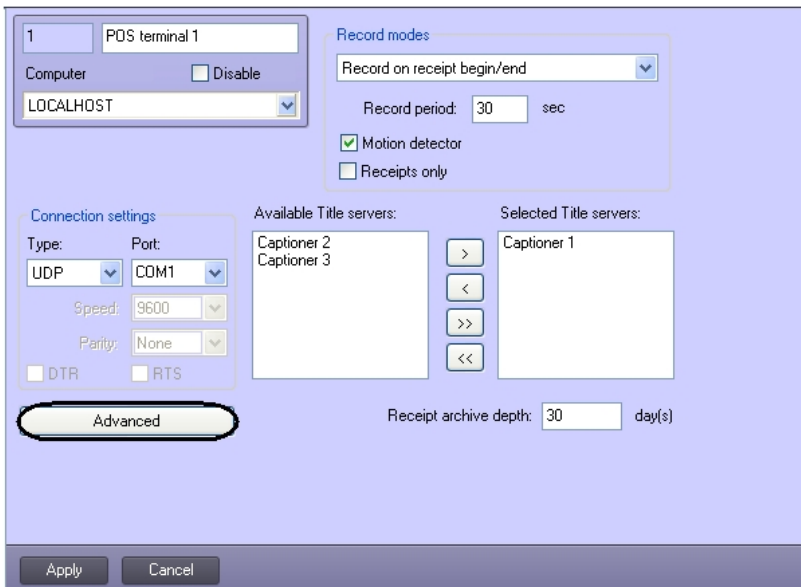 1
POS terminal 1
Computer
Disable
LOCALHOST
Record modes
Record on receipt begin/end
Record period: 30 sec
Motion detector
Receipts only
Connection settings
Type: Port:
UDP COM1
Speed: 9600
Parity: None
DTR RTS
Advanced
Available Title servers:
Captioner 2
Captioner 3
>
<
>>
<<
Selected Title servers:
Captioner 1
Receipt archive depth: 30 day(s)
Apply Cancel